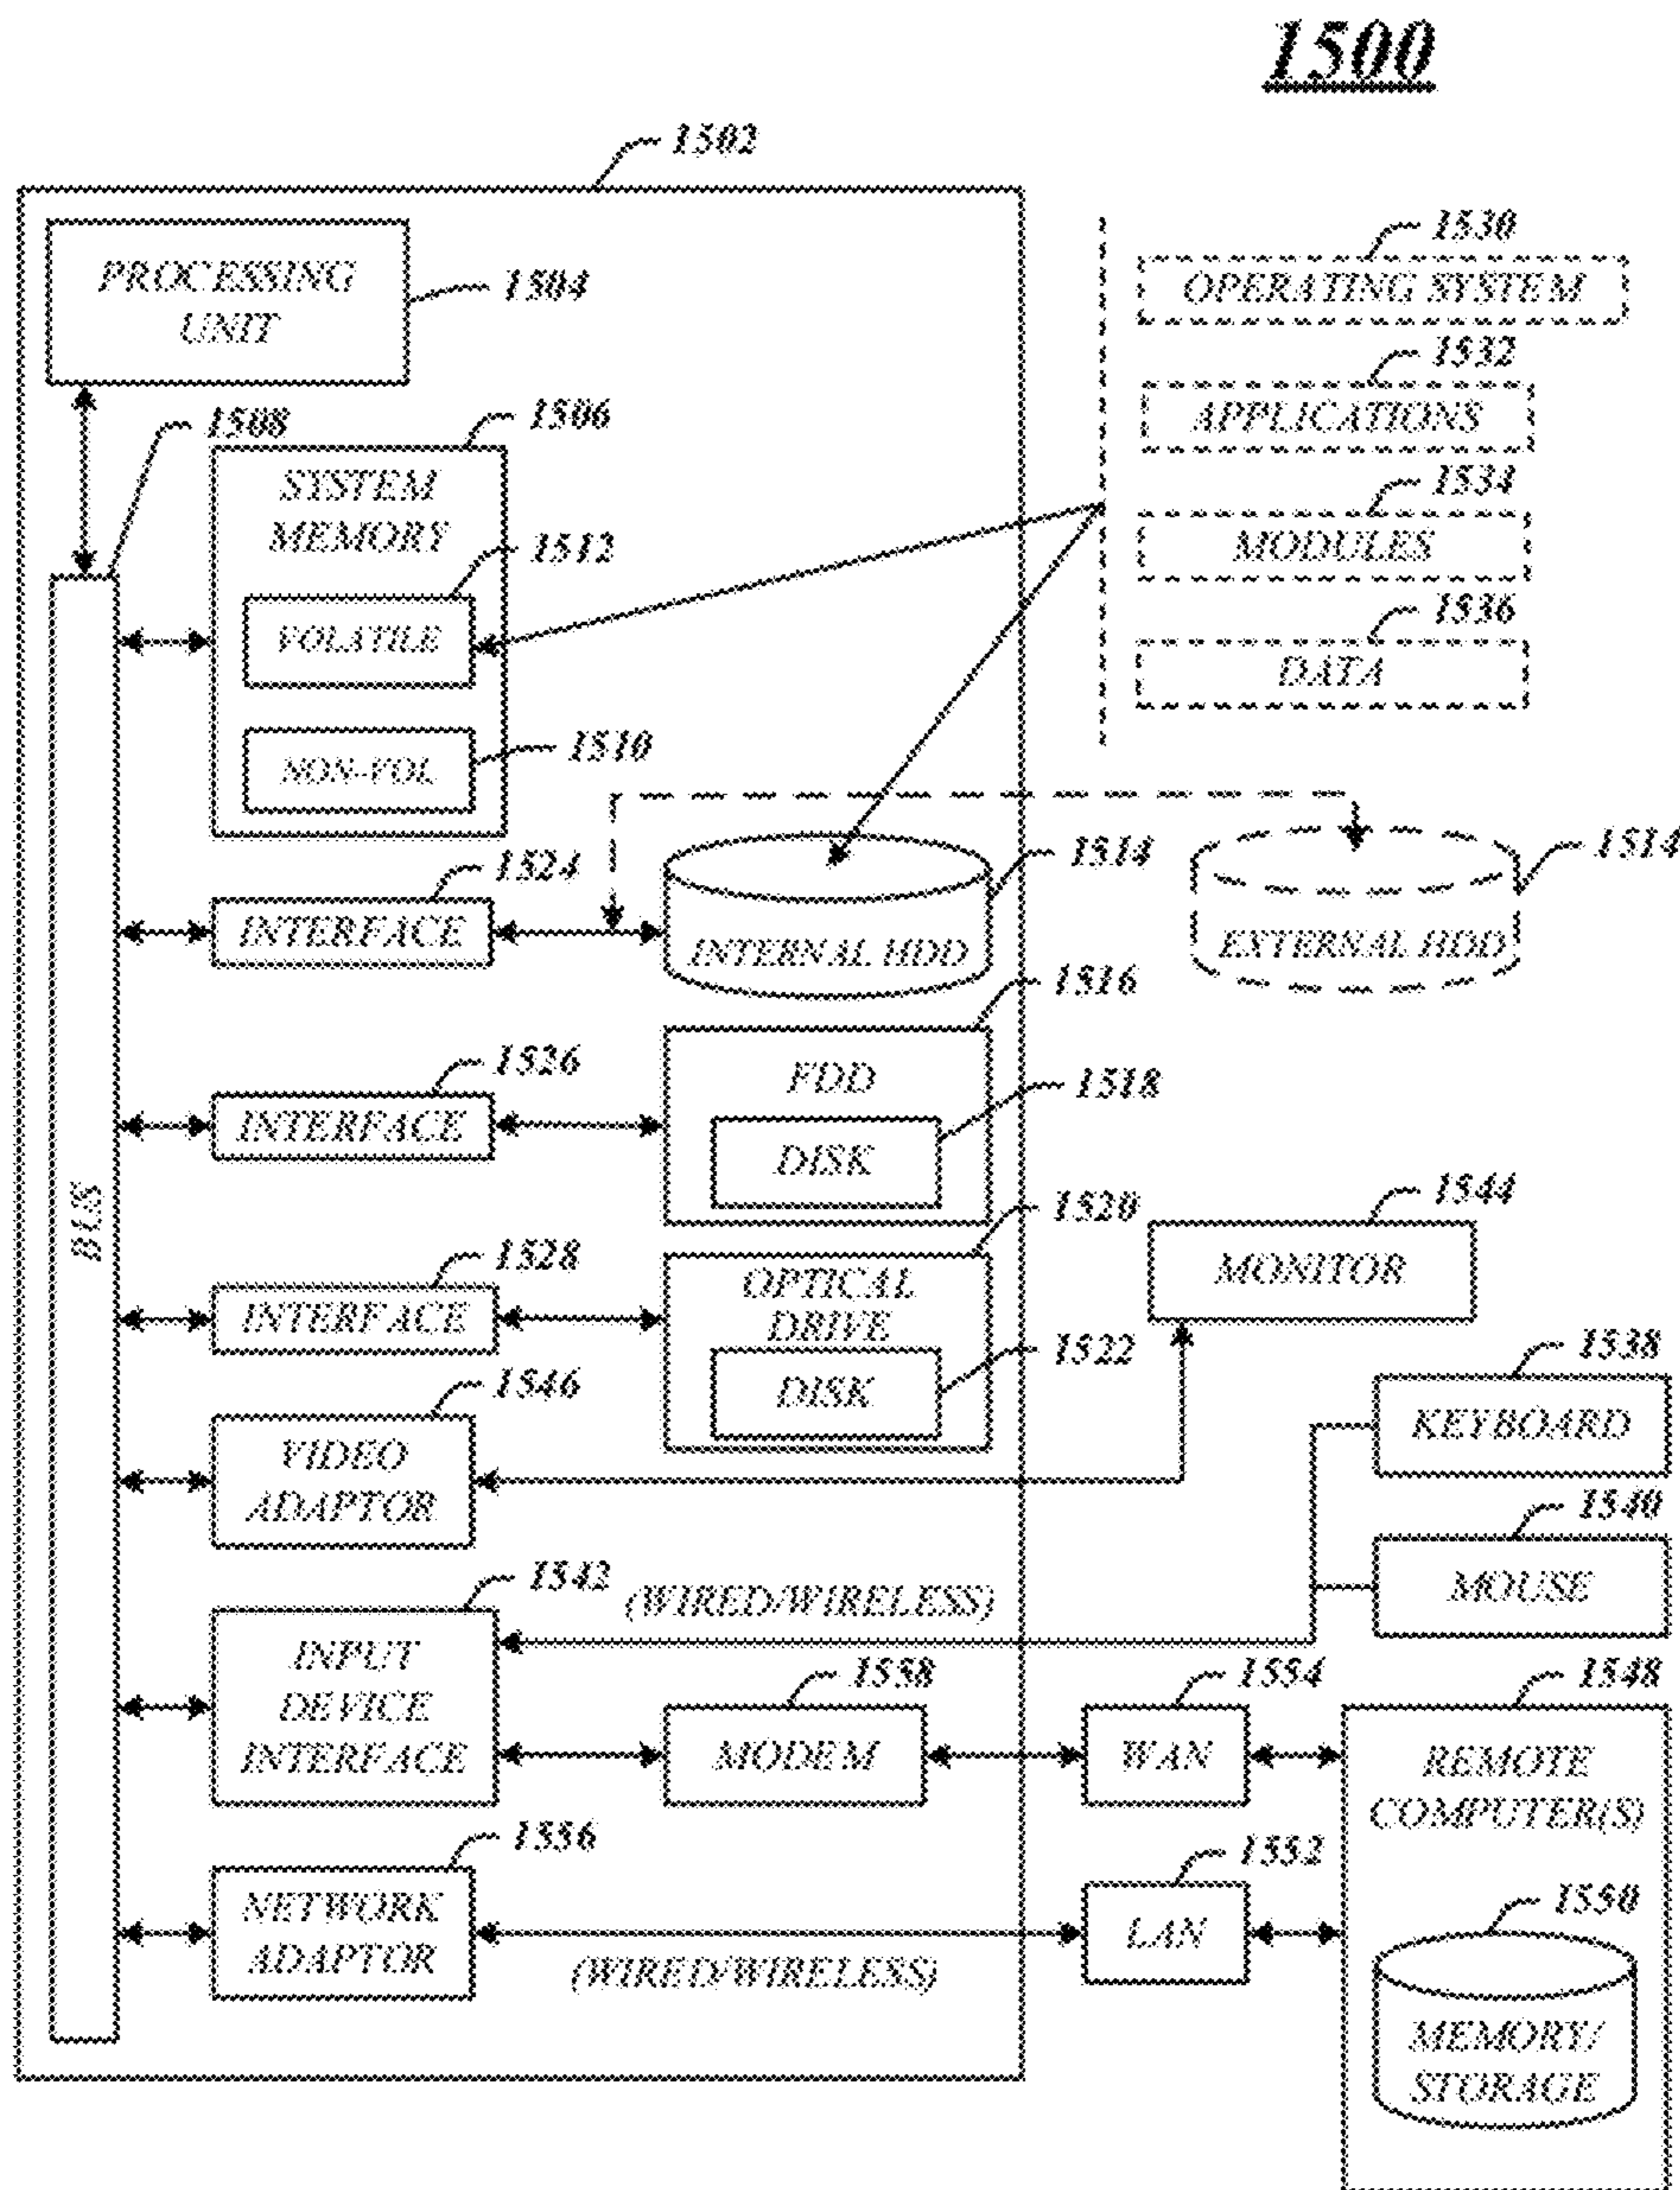 1500
1502
PROCESSING
UNIT
1504
1530
OPERATING SYSTEM
1532
APPLICATIONS
1534
MODULES
1536
DATA
1508
1506
SYSTEM
MEMORY
1512
VOLATILE
1510
NON-VOL
BUS
1524
INTERFACE
1514
INTERNAL HDD
1514
EXTERNAL HDD
1526
INTERFACE
1516
FDD
1518
DISK
1528
INTERFACE
1520
OPTICAL
DRIVE
1522
DISK
1544
MONITOR
1546
VIDEO
ADAPTOR
1538
KEYBOARD
1540
MOUSE
1542
INPUT
DEVICE
INTERFACE
(WIRED/WIRELESS)
1558
MODEM
1554
WAN
1548
REMOTE
COMPUTER(S)
1556
NETWORK
ADAPTOR
(WIRED/WIRELESS)
1552
LAN
1550
MEMORY/
STORAGE